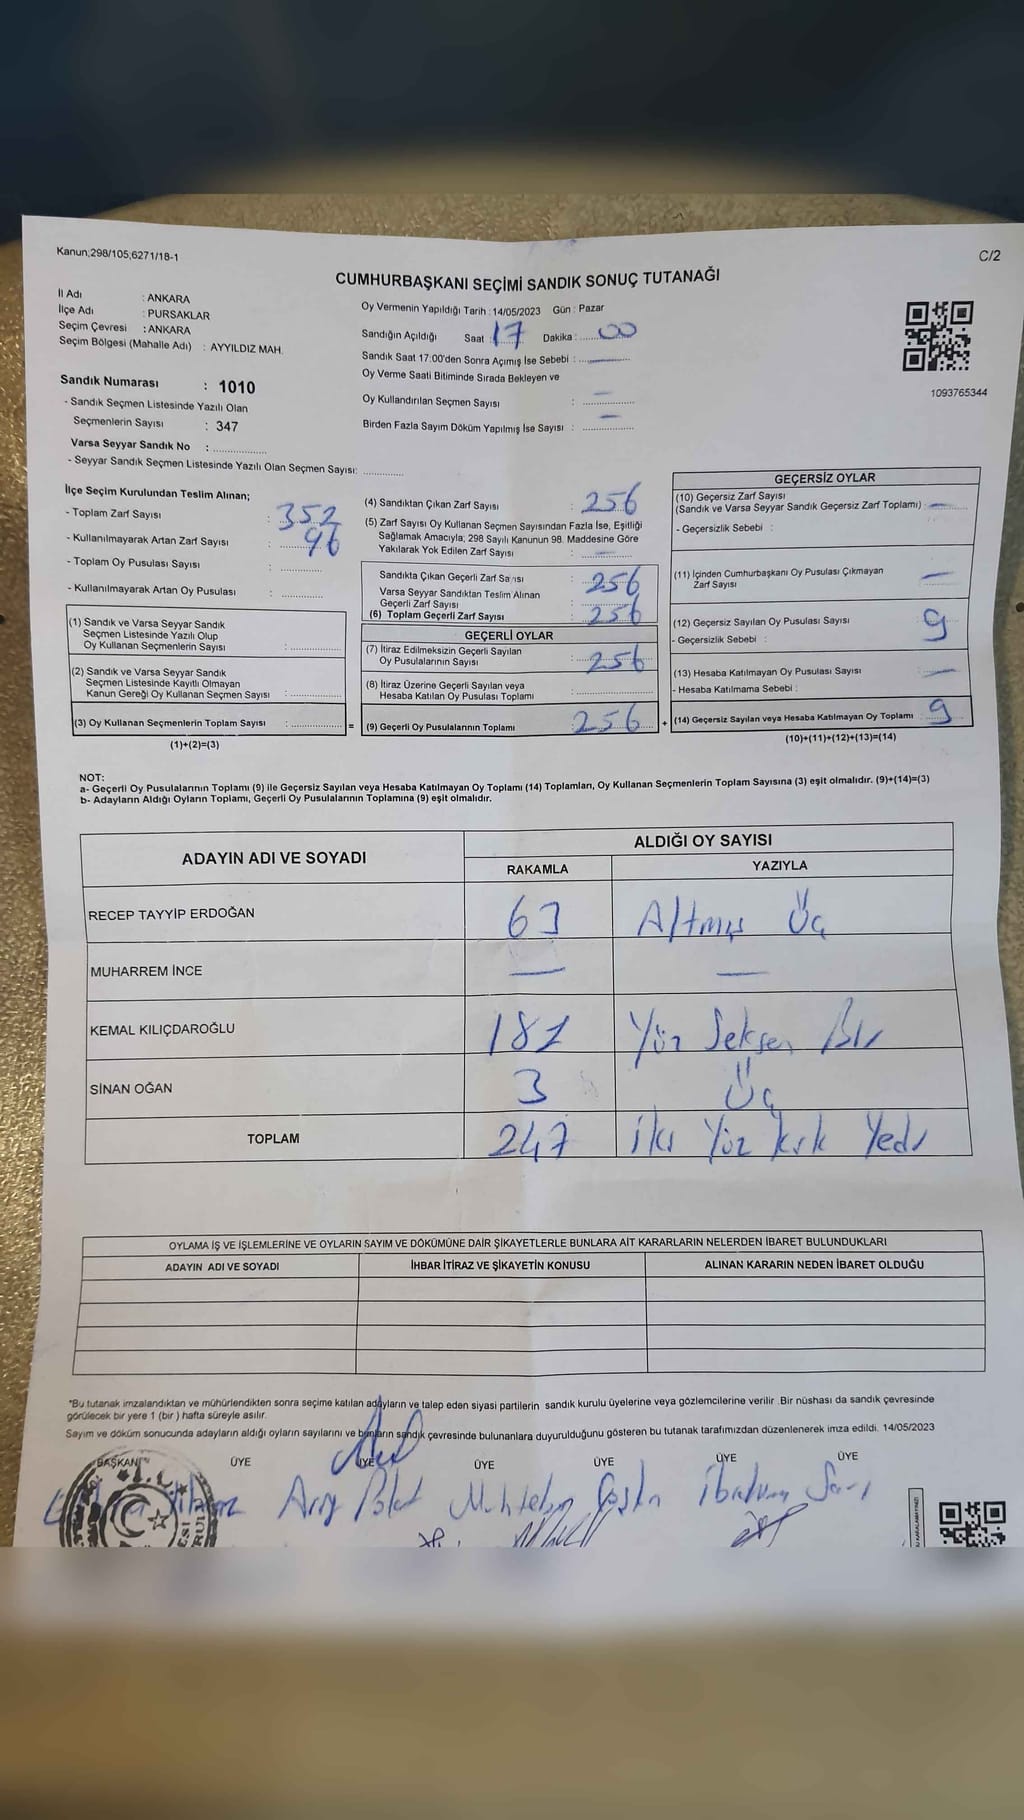 Kanun;298/105;6271/18-1
C/2
CUMHURBAŞKANI SEÇİMİ SANDIK SONUÇ TUTANAĞI
İl Adı : ANKARA
İlçe Adı : PURSAKLAR
Seçim Çevresi : ANKARA
Seçim Bölgesi (Mahalle Adı) : AYYILDIZ MAH.
Oy Vermenin Yapıldığı Tarih : 14/05/2023 Gün : Pazar
Sandığın Açıldığı Saat : 17 Dakika : 00
Sandık Saat 17:00'den Sonra Açımış İse Sebebi : —
Oy Verme Saati Bitiminde Sırada Bekleyen ve
Oy Kullandırılan Seçmen Sayısı : —
Birden Fazla Sayım Döküm Yapılmış İse Sayısı : —
1093765344
Sandık Numarası : 1010
- Sandık Seçmen Listesinde Yazılı Olan
Seçmenlerin Sayısı : 347
Varsa Seyyar Sandık No :
- Seyyar Sandık Seçmen Listesinde Yazılı Olan Seçmen Sayısı:
İlçe Seçim Kurulundan Teslim Alınan;
- Toplam Zarf Sayısı : 352
- Kullanılmayarak Artan Zarf Sayısı : 96
- Toplam Oy Pusulası Sayısı :
- Kullanılmayarak Artan Oy Pusulası :
(1) Sandık ve Varsa Seyyar Sandık
Seçmen Listesinde Yazılı Olup
Oy Kullanan Seçmenlerin Sayısı :
(2) Sandık ve Varsa Seyyar Sandık
Seçmen Listesinde Kayıtlı Olmayan
Kanun Gereği Oy Kullanan Seçmen Sayısı :
(3) Oy Kullanan Seçmenlerin Toplam Sayısı : =
(1)+(2)=(3)
(4) Sandıktan Çıkan Zarf Sayısı : 256
(5) Zarf Sayısı Oy Kullanan Seçmen Sayısından Fazla İse, Eşitliği
Sağlamak Amacıyla; 298 Sayılı Kanunun 98. Maddesine Göre
Yakılarak Yok Edilen Zarf Sayısı : —
Sandıkta Çıkan Geçerli Zarf Sayısı : 256
Varsa Seyyar Sandıktan Teslim Alınan
Geçerli Zarf Sayısı :
(6) Toplam Geçerli Zarf Sayısı : 256
GEÇERLİ OYLAR
(7) İtiraz Edilmeksizin Geçerli Sayılan
Oy Pusulalarının Sayısı : 256
(8) İtiraz Üzerine Geçerli Sayılan veya
Hesaba Katılan Oy Pusulası Toplamı :
(9) Geçerli Oy Pusulalarının Toplamı 256 +
GEÇERSİZ OYLAR
(10) Geçersiz Zarf Sayısı
(Sandık ve Varsa Seyyar Sandık Geçersiz Zarf Toplamı) : —
- Geçersizlik Sebebi :
(11) İçinden Cumhurbaşkanı Oy Pusulası Çıkmayan
Zarf Sayısı —
(12) Geçersiz Sayılan Oy Pusulası Sayısı 9
- Geçersizlik Sebebi :
(13) Hesaba Katılmayan Oy Pusulası Sayısı —
- Hesaba Katılmama Sebebi :
(14) Geçersiz Sayılan veya Hesaba Katılmayan Oy Toplamı 9
(10)+(11)+(12)+(13)=(14)
NOT:
a- Geçerli Oy Pusulalarının Toplamı (9) ile Geçersiz Sayılan veya Hesaba Katılmayan Oy Toplamı (14) Toplamları, Oy Kullanan Seçmenlerin Toplam Sayısına (3) eşit olmalıdır. (9)+(14)=(3)
b- Adayların Aldığı Oyların Toplamı, Geçerli Oy Pusulalarının Toplamına (9) eşit olmalıdır.
ADAYIN ADI VE SOYADI
ALDIĞI OY SAYISI
RAKAMLA YAZIYLA
RECEP TAYYİP ERDOĞAN 63 Altmış Üç
MUHARREM İNCE — —
KEMAL KILIÇDAROĞLU 181 Yüz Seksen Bir
SİNAN OĞAN 3 Üç
TOPLAM 247 İki Yüz Kırk Yedi
OYLAMA İŞ VE İŞLEMLERİNE VE OYLARIN SAYIM VE DÖKÜMÜNE DAİR ŞİKAYETLERLE BUNLARA AİT KARARLARIN NELERDEN İBARET BULUNDUKLARI
ADAYIN ADI VE SOYADI İHBAR İTİRAZ VE ŞİKAYETİN KONUSU ALINAN KARARIN NEDEN İBARET OLDUĞU
*Bu tutanak imzalandıktan ve mühürlendikten sonra seçime katılan adayların ve talep eden siyasi partilerin sandık kurulu üyelerine veya gözlemcilerine verilir .Bir nüshası da sandık çevresinde
görülecek bir yere 1 (bir ) hafta süreyle asılır.
Sayım ve döküm sonucunda adayların aldığı oyların sayılarını ve bunların sandık çevresinde bulunanlara duyurulduğunu gösteren bu tutanak tarafımızdan düzenlenerek imza edildi. 14/05/2023
BAŞKAN ÜYE ÜYE ÜYE ÜYE ÜYE ÜYE
Polat İbrahim Sarı